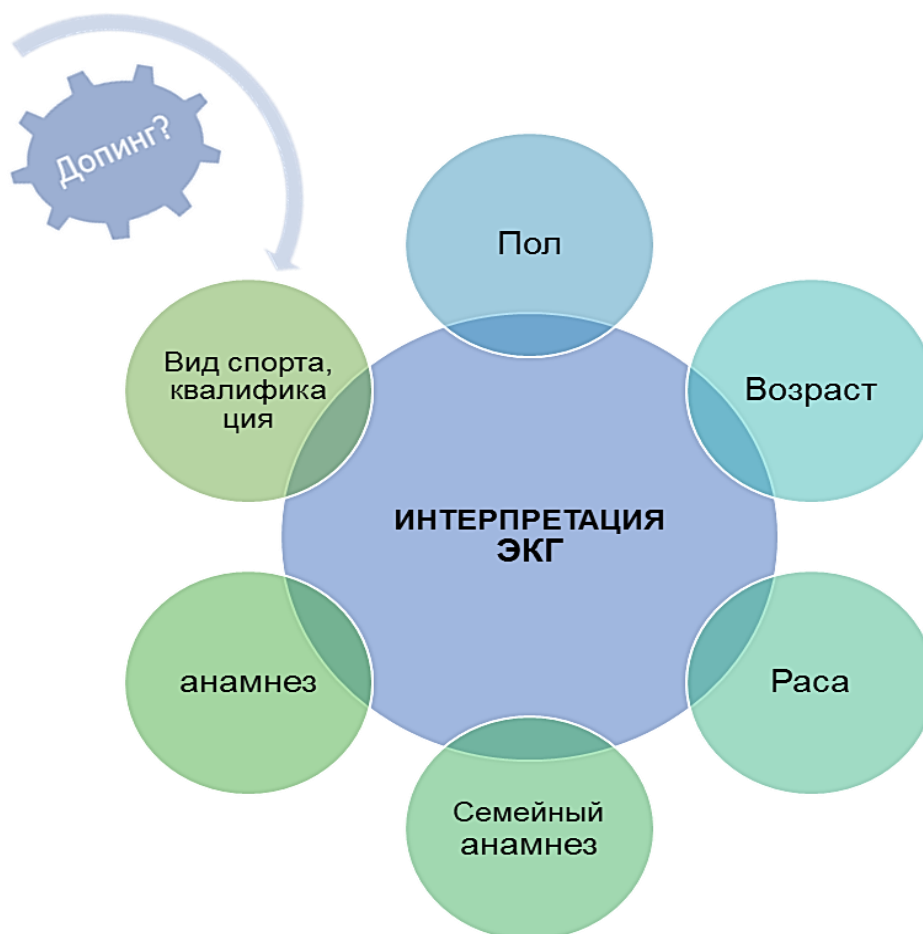 Допинг?
Пол
Вид спорта,
квалифика
ция
Возраст
ИНТЕРПРЕТАЦИЯ
ЭКГ
анамнез
Раса
Семейный
анамнез